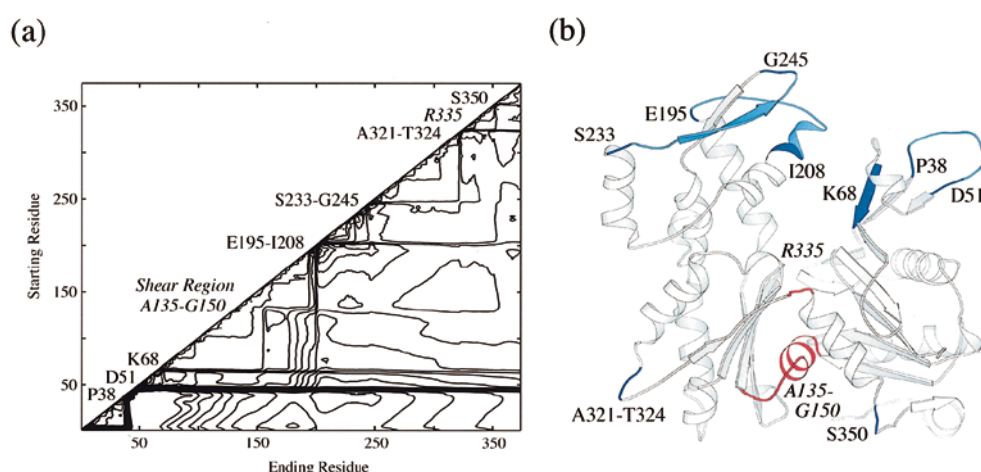 (a)
350
250
150
50
Starting Residue
S350
R335
A321-T324
S233-G245
E195-I208
Shear Region
A135-G150
K68
D51
P38
50
150
250
350
Ending Residue
(b)
G245
E195
S233
I208
P38
K68
D51
R335
A321-T324
A135-
G150
S350